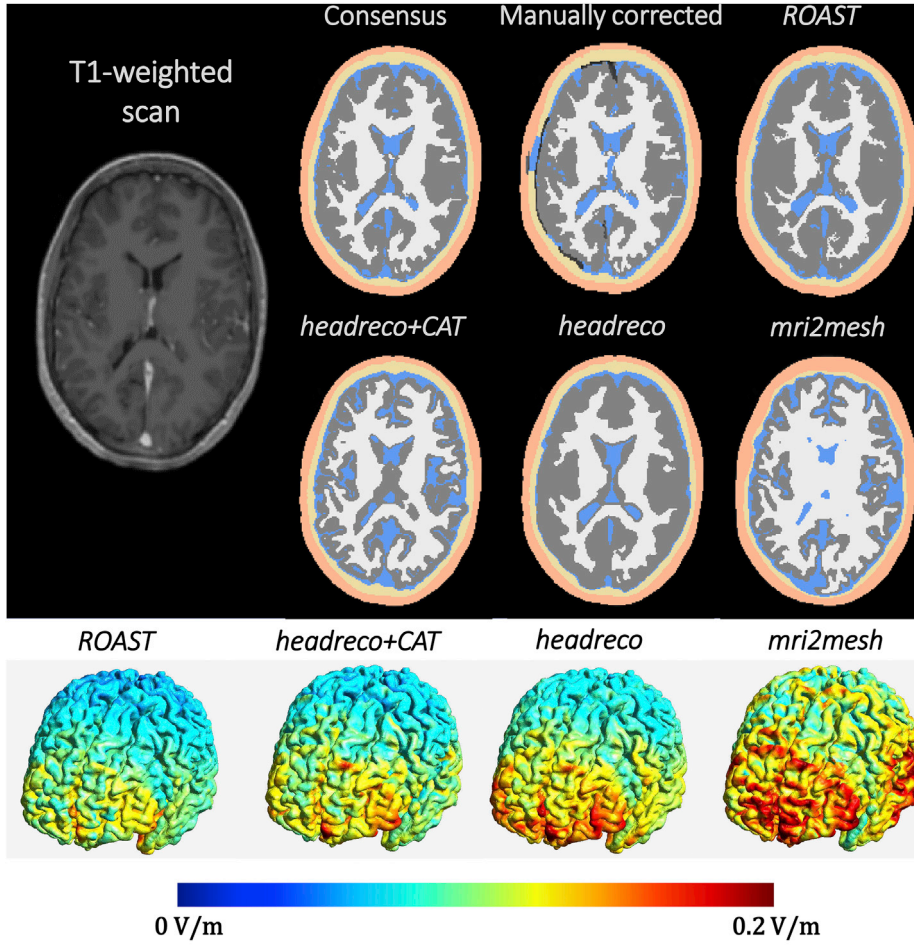 Consensus
Manually corrected
ROAST
T1-weighted
scan
headreco+CAT
headreco
mri2mesh
ROAST
headreco+CAT
headreco
mri2mesh
0 V/m
0.2 V/m